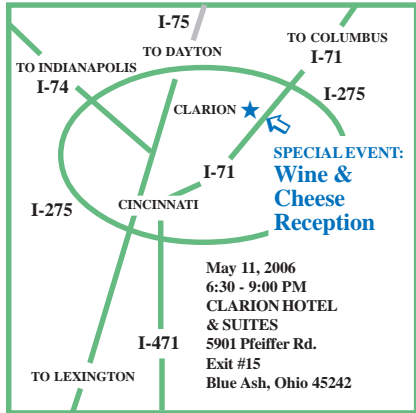 I-75
TO DAYTON
TO COLUMBUS
I-71
TO INDIANAPOLIS
I-74
I-275
CLARION
SPECIAL EVENT:
Wine &
Cheese
Reception
I-71
CINCINNATI
I-275
May 11, 2006
6:30 - 9:00 PM
CLARION HOTEL
& SUITES
5901 Pfeiffer Rd.
Exit #15
Blue Ash, Ohio 45242
I-471
TO LEXINGTON